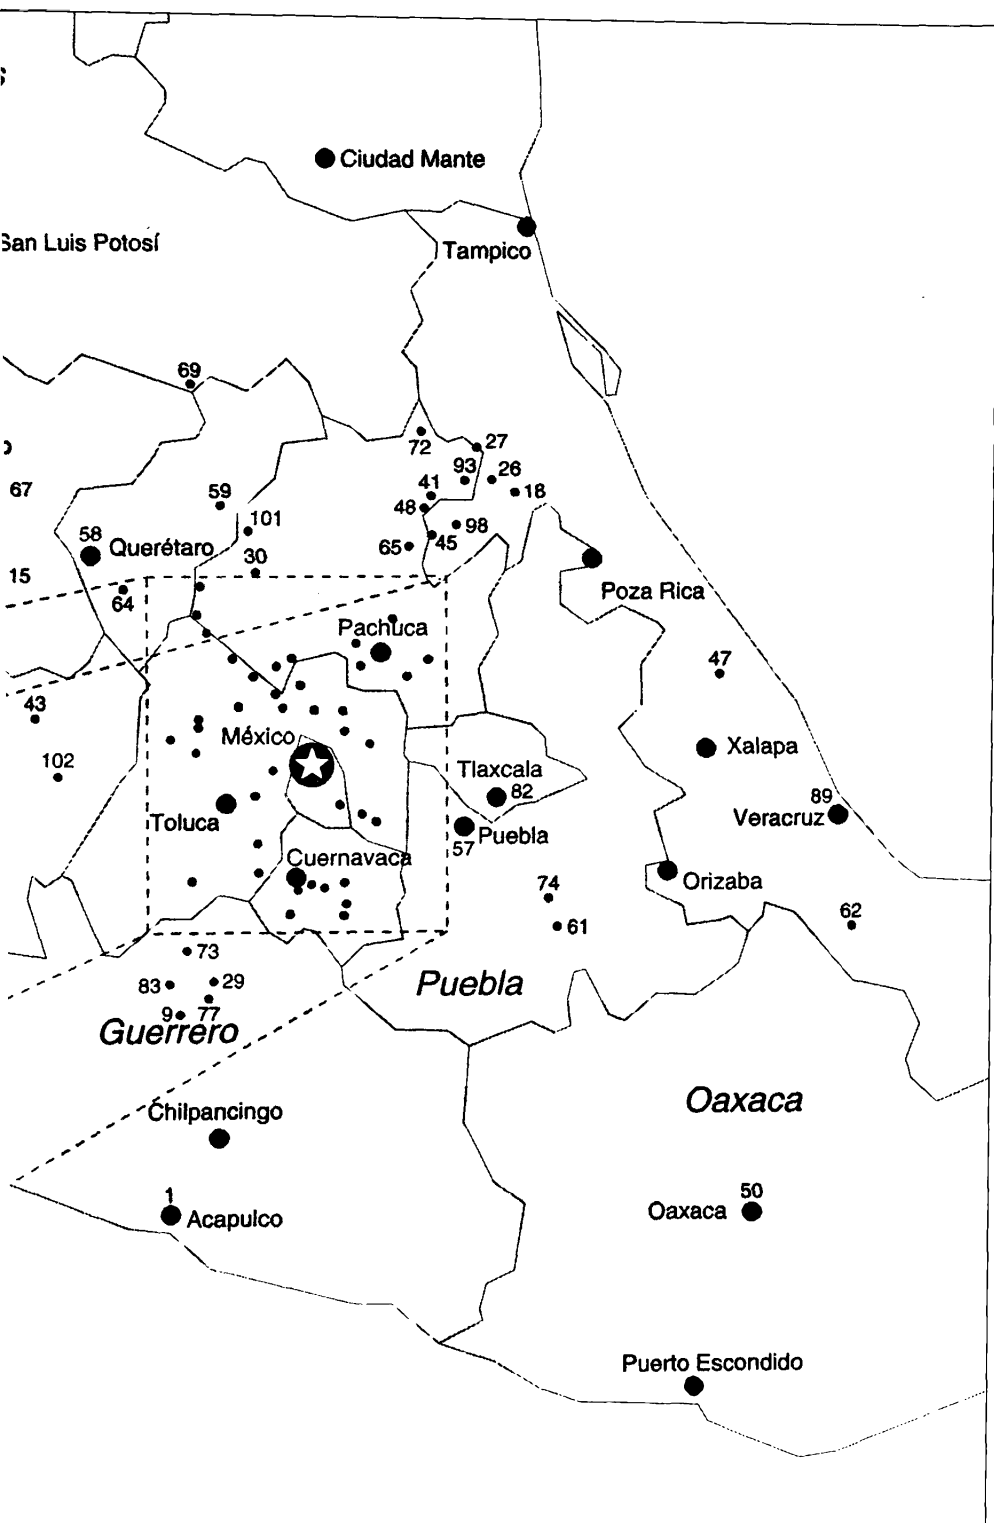 Ciudad Mante
San Luis Potosí
Tampico
69
72
27
67
93
26
41
18
59
48
101
98
58
45
Querétaro
65
30
15
Poza Rica
64
Pachuca
47
43
México
Xalapa
102
Tlaxcala
82
89
Toluca
Veracruz
57
Puebla
Cuernavaca
Orizaba
74
62
61
73
83
29
Puebla
9
77
Guerrero
Oaxaca
Chilpancingo
1
50
Acapulco
Oaxaca
Puerto Escondido